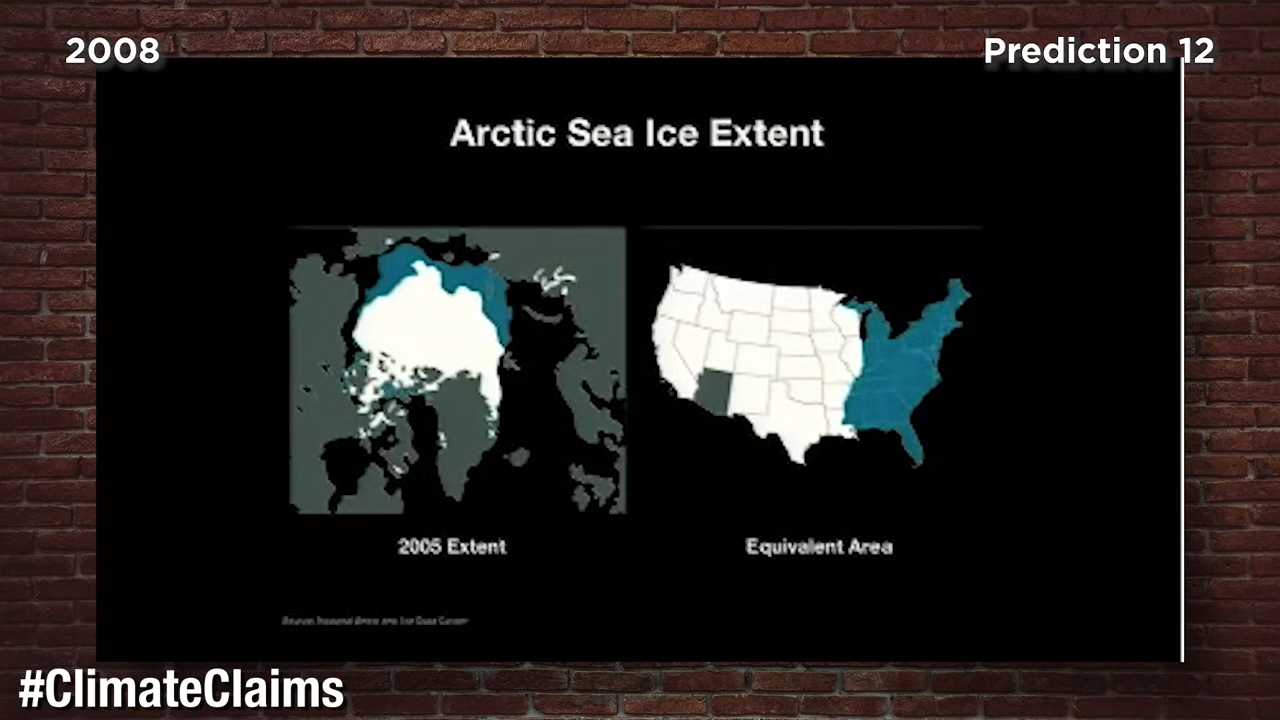 2008
Prediction 12
Arctic Sea Ice Extent
2005 Extent
Equivalent Area
#ClimateClaims